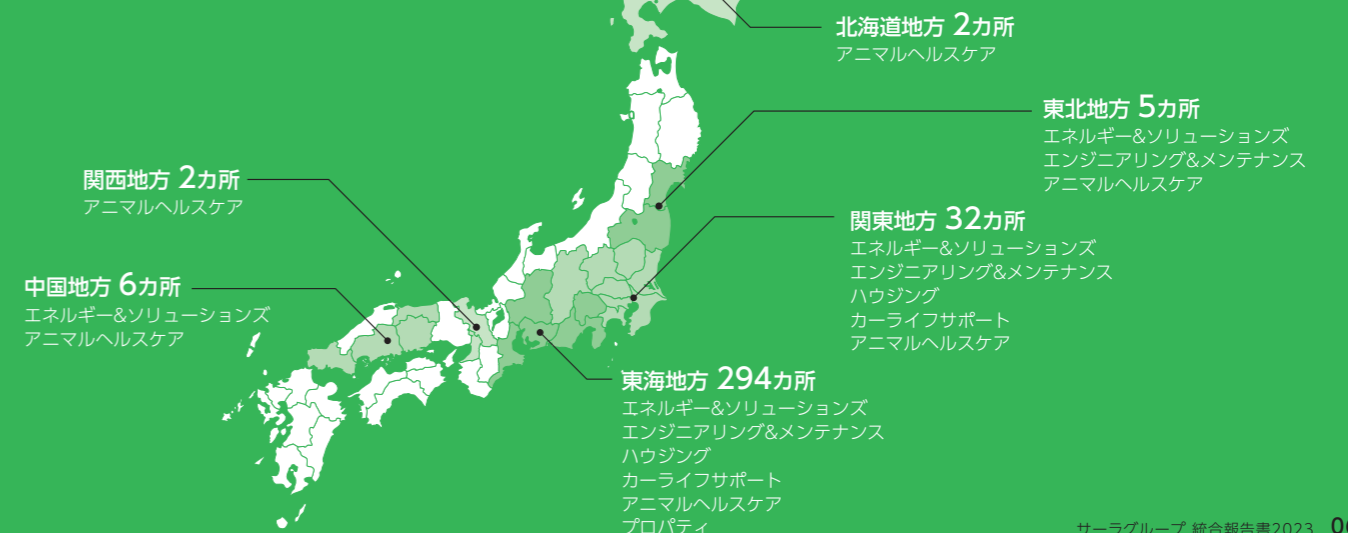 北海道地方 2カ所
アニマルヘルスケア
東北地方 5カ所
エネルギー&ソリューションズ
エンジニアリング&メンテナンス
アニマルヘルスケア
関西地方 2カ所
アニマルヘルスケア
関東地方 32カ所
エネルギー&ソリューションズ
エンジニアリング&メンテナンス
ハウジング
カーライフサポート
アニマルヘルスケア
中国地方 6カ所
エネルギー&ソリューションズ
アニマルヘルスケア
東海地方 294カ所
エネルギー&ソリューションズ
エンジニアリング&メンテナンス
ハウジング
カーライフサポート
アニマルヘルスケア
プロパティ
サーラグループ 統合報告書2023